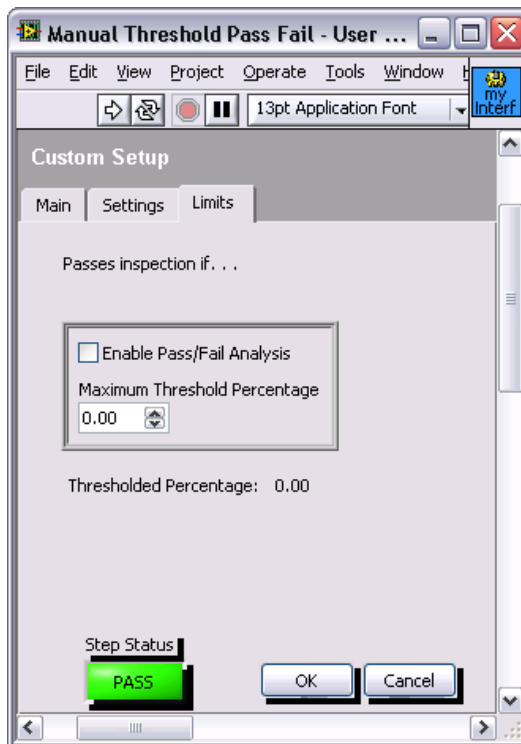 Manual Threshold Pass Fail - User ...
File Edit View Project Operate Tools Window
13pt Application Font
my
Interf
Custom Setup
Main Settings Limits
Passes inspection if. . .
Enable Pass/Fail Analysis
Maximum Threshold Percentage
0.00
Thresholded Percentage: 0.00
Step Status
PASS
OK Cancel